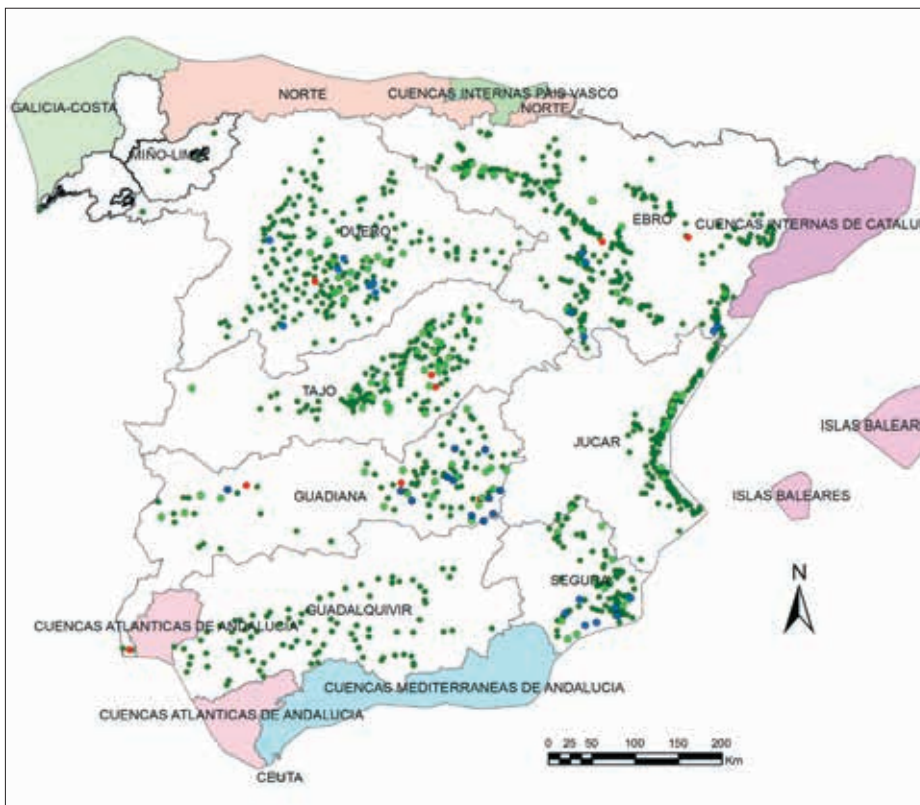 NORTE
CUENCAS INTERNAS PAIS VASCO
GALICIA-COSTA
NORTE
MIÑO-LIM
DUERO
EBRO
CUENCAS INTERNAS DE CATALU
TAJO
ISLAS BALEARE
JUCAR
GUADIANA
ISLAS BALEARES
N
SEGURA
GUADALQUIVIR
CUENCAS ATLANTICAS DE ANDALUCIA
CUENCAS MEDITERRANEAS DE ANDALUCIA
CUENCAS ATLANTICAS DE ANDALUCIA
0 25 50 100 150 200
Km
CEUTA